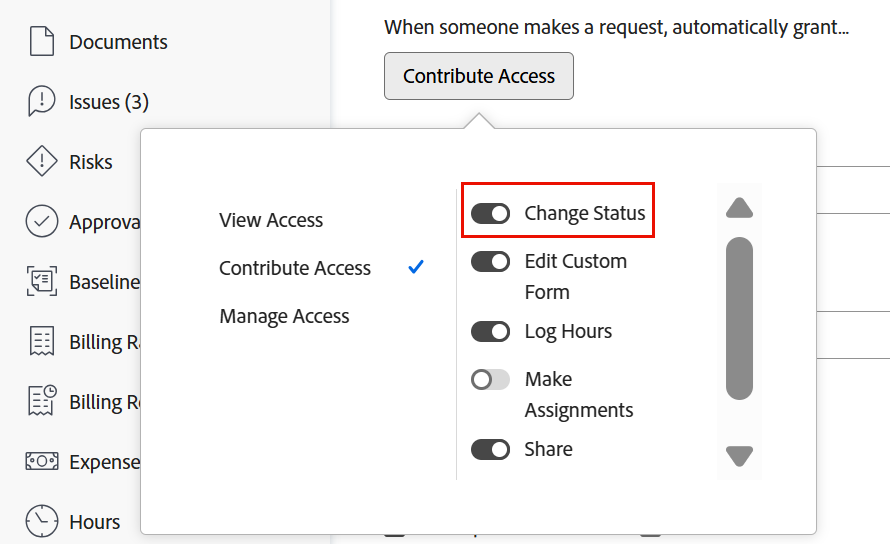 Documents
Issues (3)
Risks
Approva
Baseline
Billing R
Billing Re
Expense
Hours
When someone makes a request, automatically grant...
Contribute Access
View Access
Contribute Access
Manage Access
Change Status
Edit Custom
Form
Log Hours
Make
Assignments
Share